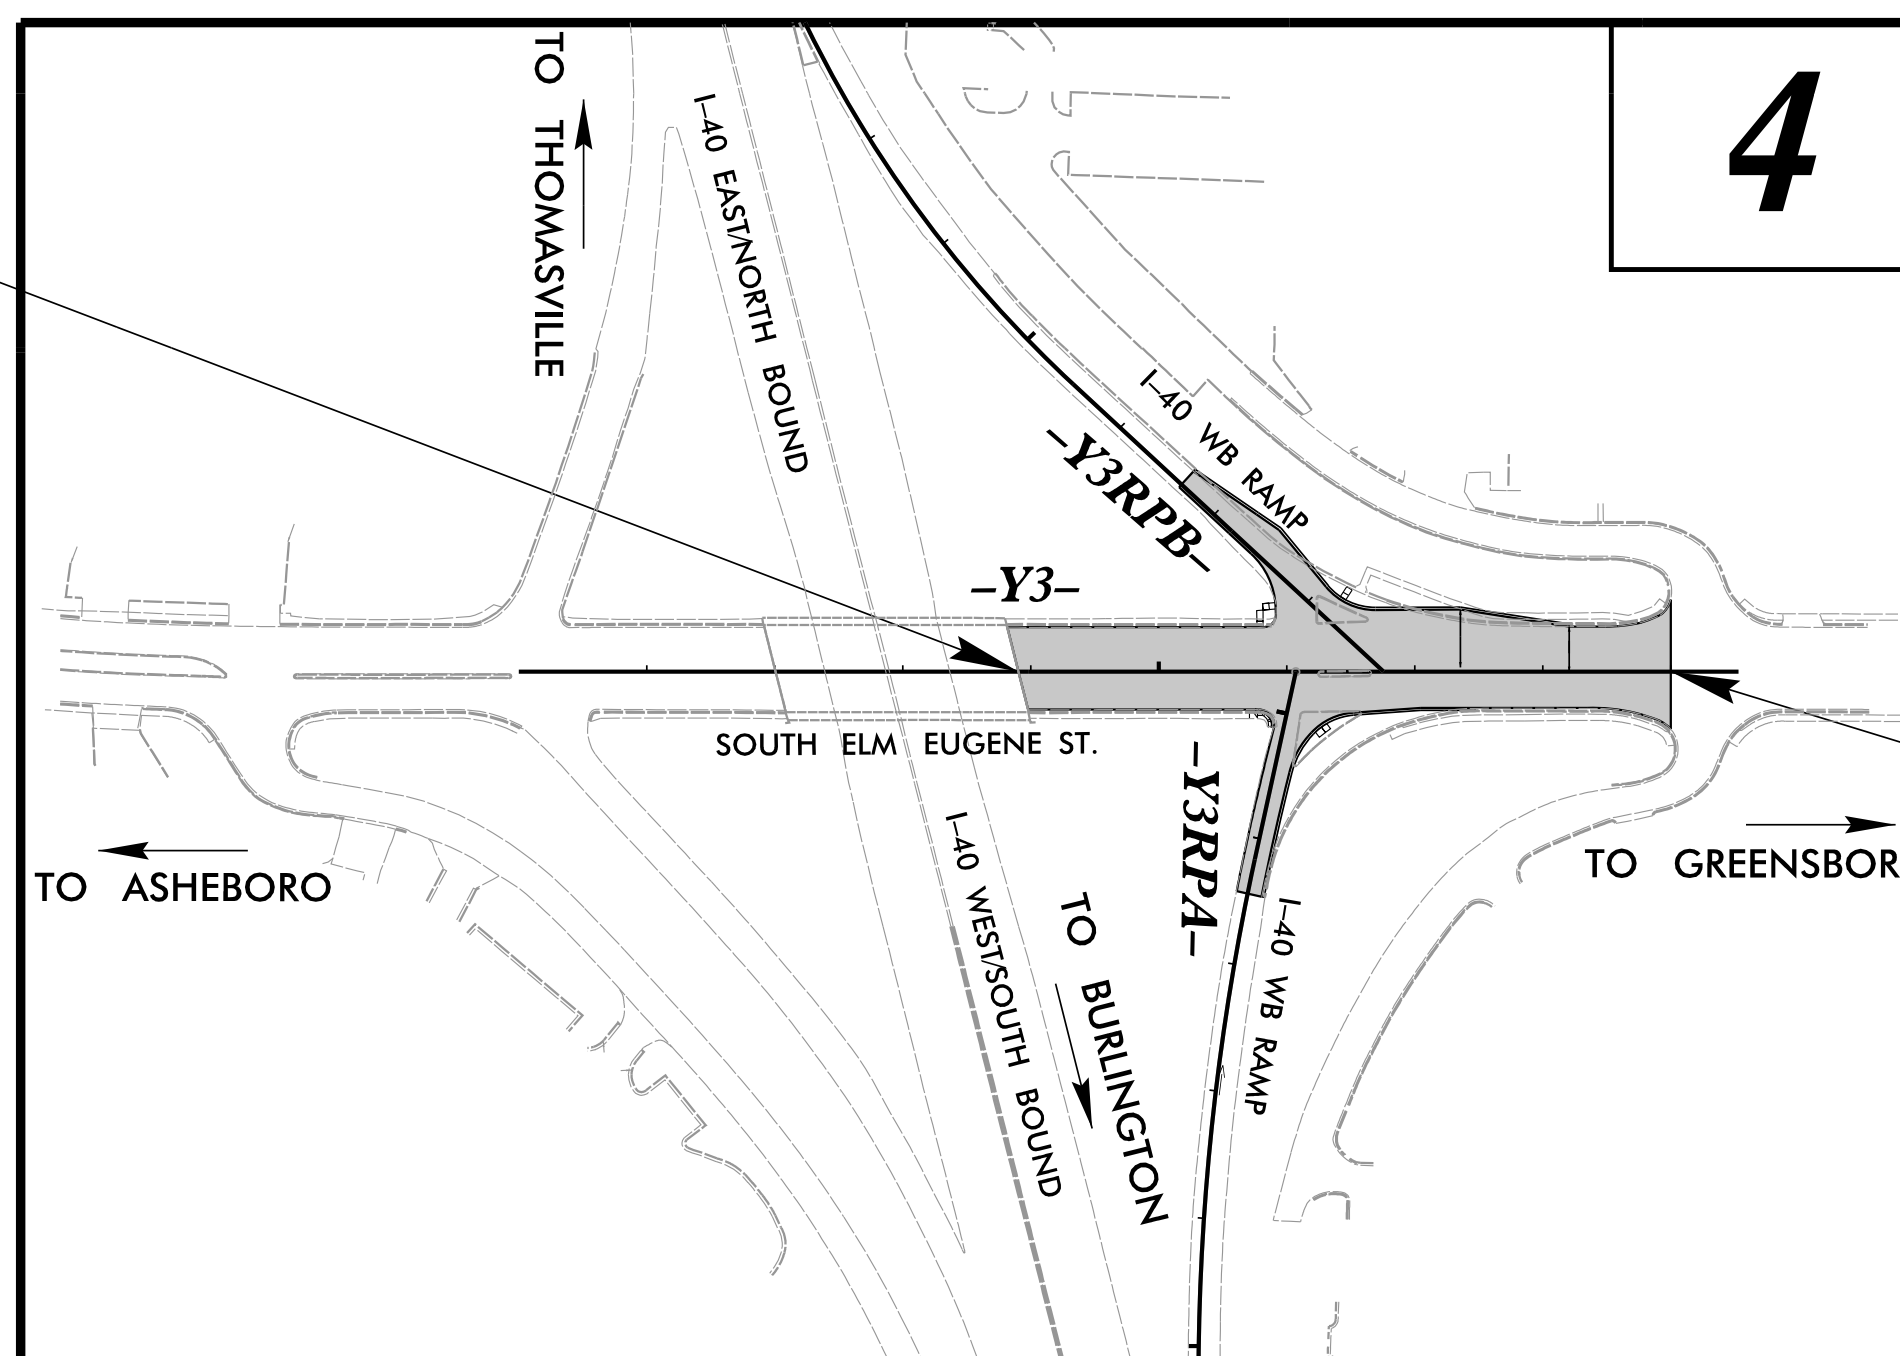 4
TO THOMASVILLE
I-40 EAST/NORTH BOUND
I-40 WB RAMP
-Y3RPB-
-Y3-
SOUTH ELM EUGENE ST.
-Y3RPA-
I-40 WEST/SOUTH BOUND
TO ASHEBORO
TO GREENSBOR
TO BURLINGTON
I-40 WB RAMP